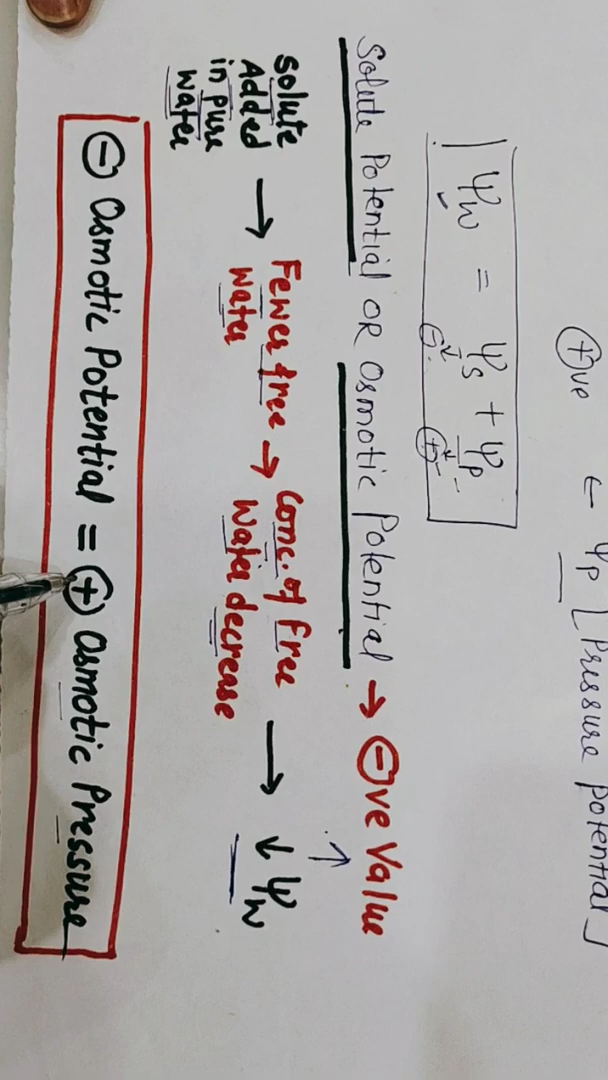 ⊕ve ← Ψp [Pressure potential]
Ψw = Ψs + Ψp
⊖ ⊕
Solute Potential OR Osmotic Potential → ⊖ve Value
Solute → Fewer free → Conc. of free → ↓ Ψw
Added water Water decrease
in pure
water
⊖ Osmotic Potential = ⊕ Osmotic Pressure